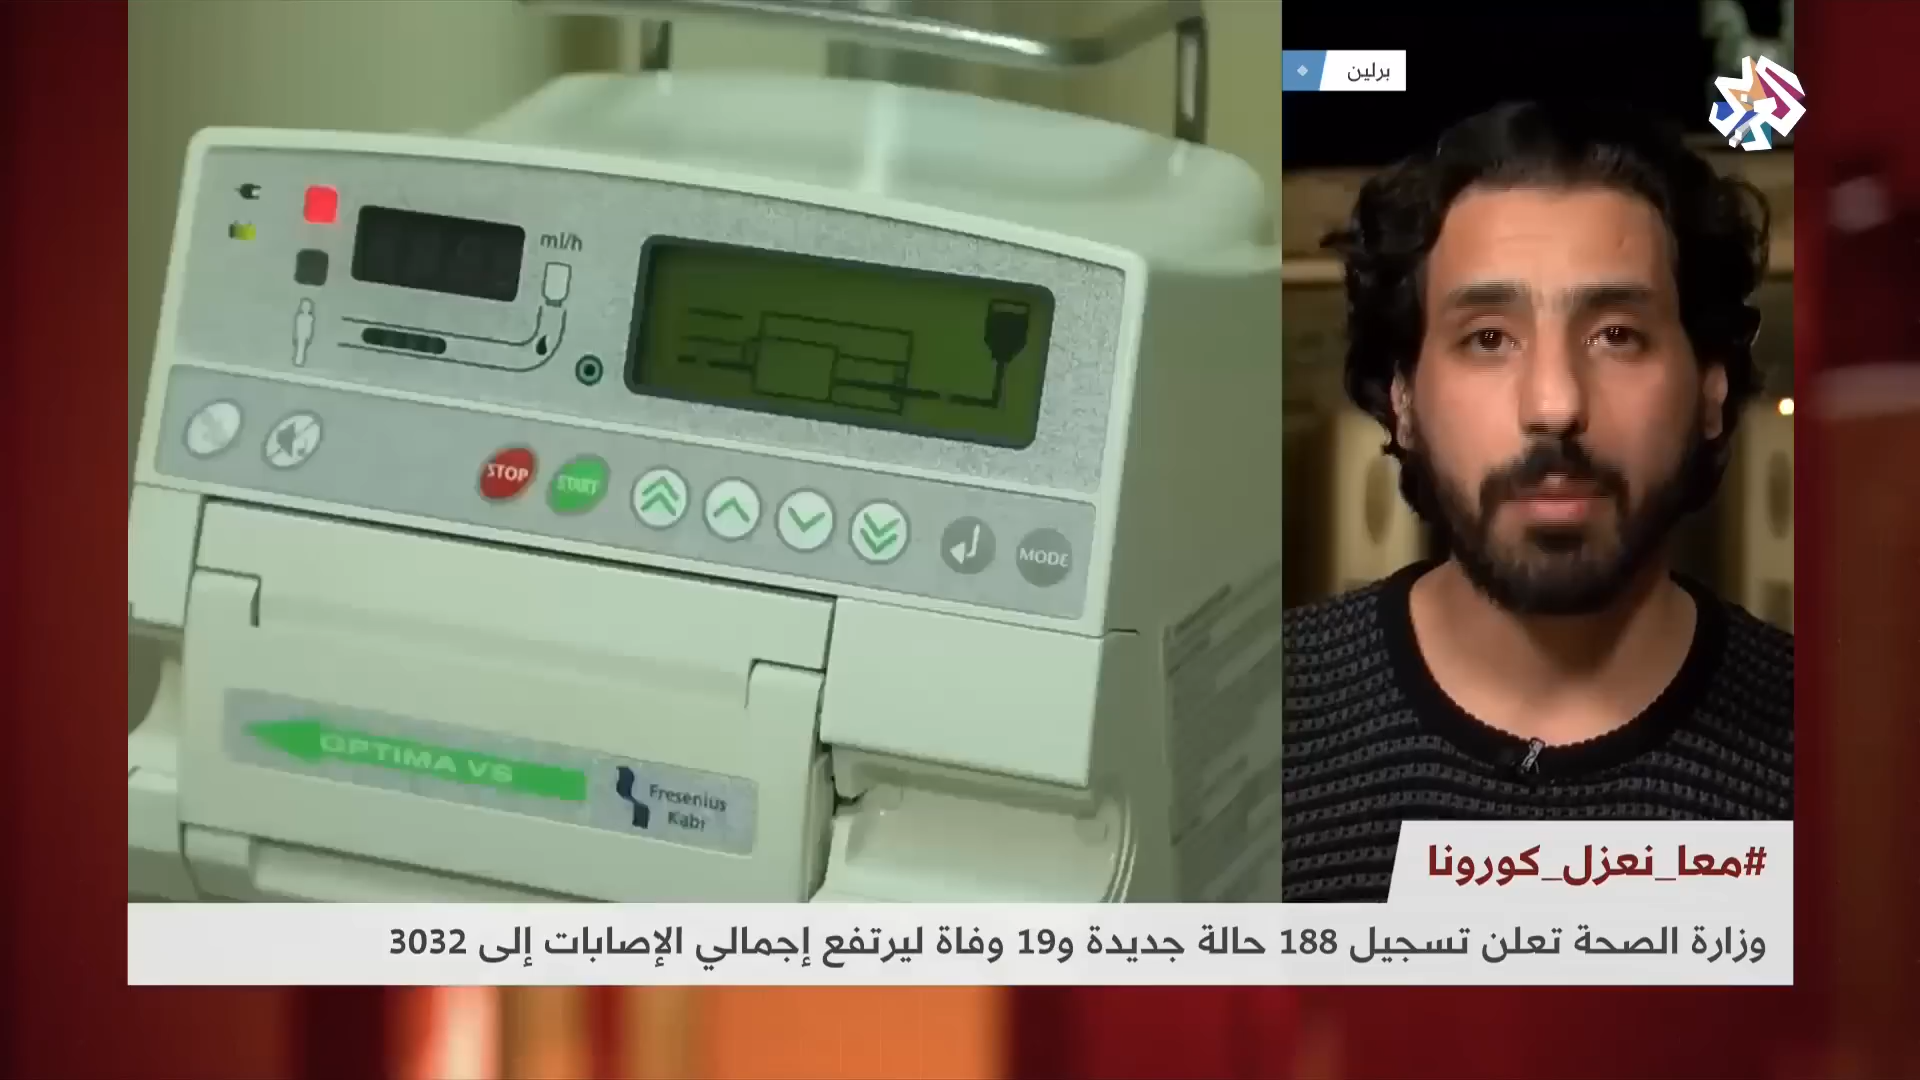 برلين
ml/h
STOP
START
MODE
OPTIMA VS
Fresenius
Kabi
#معا_نعزل_كورونا
وزارة الصحة تعلن تسجيل 188 حالة جديدة و19 وفاة ليرتفع إجمالي الإصابات إلى 3032